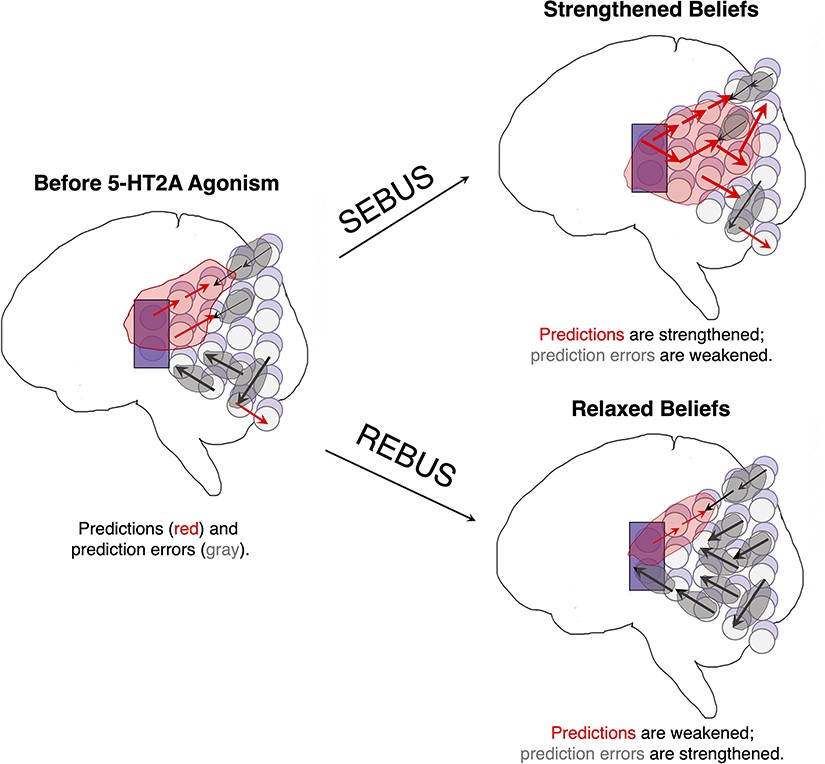 Strengthened Beliefs
Before 5-HT2A Agonism
SEBUS
Predictions are strengthened;
prediction errors are weakened.
Relaxed Beliefs
REBUS
Predictions (red) and
prediction errors (gray).
Predictions are weakened;
prediction errors are strengthened.